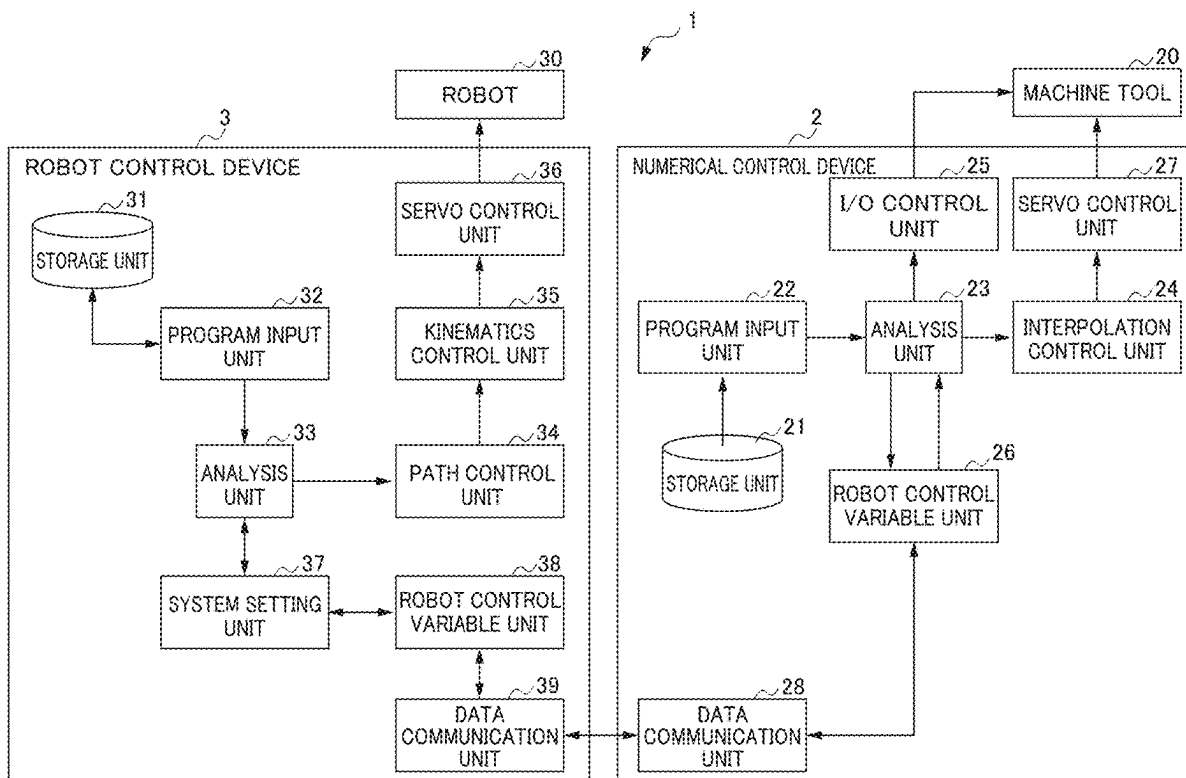 1
30
ROBOT
20
MACHINE TOOL
3
ROBOT CONTROL DEVICE
31
STORAGE UNIT
36
SERVO CONTROL
UNIT
32
PROGRAM INPUT
UNIT
35
KINEMATICS
CONTROL UNIT
33
ANALYSIS
UNIT
34
PATH CONTROL
UNIT
37
SYSTEM SETTING
UNIT
38
ROBOT CONTROL
VARIABLE UNIT
39
DATA
COMMUNICATION
UNIT
2
NUMERICAL CONTROL DEVICE
25
I/O CONTROL
UNIT
27
SERVO CONTROL
UNIT
22
PROGRAM INPUT
UNIT
23
ANALYSIS
UNIT
24
INTERPOLATION
CONTROL UNIT
21
STORAGE UNIT
26
ROBOT CONTROL
VARIABLE UNIT
28
DATA
COMMUNICATION
UNIT